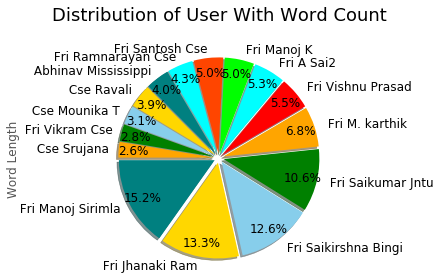 Distribution of User With Word Count
Fri Santosh Cse
Fri Manoj K
Fri Ramnarayan Cse
Fri A Sai2
Abhinav Mississippi
Fri Vishnu Prasad
Cse Ravali
Cse Mounika T
Fri M. karthik
Fri Vikram Cse
Cse Srujana
Fri Saikumar Jntu
Fri Manoj Sirimla
Fri Saikirshna Bingi
Fri Jhanaki Ram
Word Length
5.0%
5.0%
4.3%
5.3%
4.0%
5.5%
3.9%
3.1%
6.8%
2.8%
2.6%
10.6%
15.2%
12.6%
13.3%